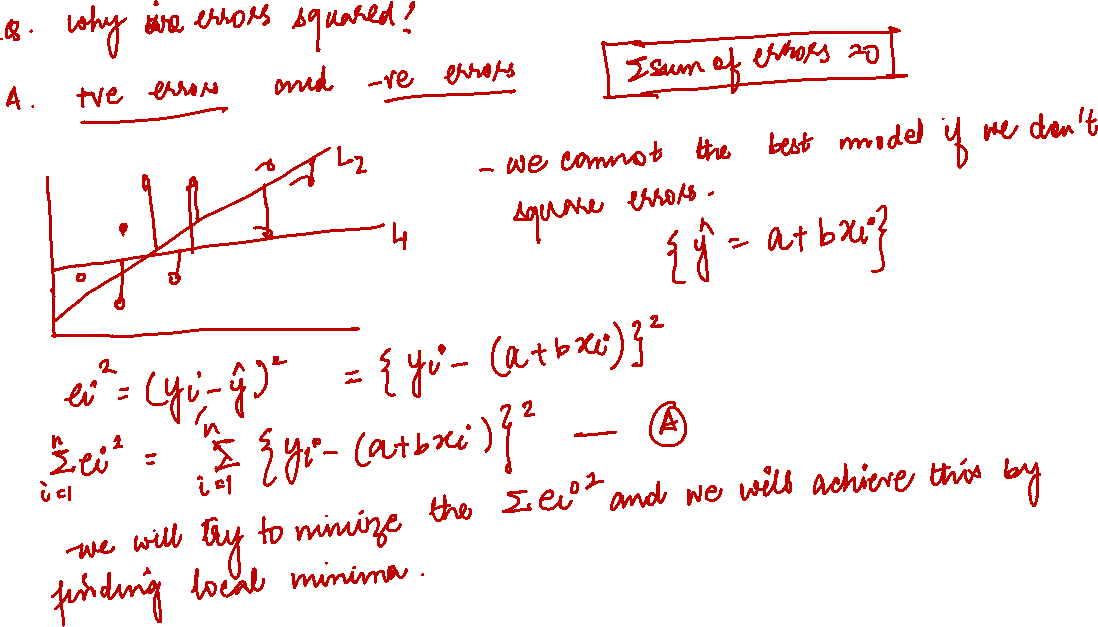 Q. why are errors squared?
A. +ve errors and -ve errors
Σ sum of errors ≈0
L2
L1
- we cannot the best model if we don't
square errors.
{ŷ = a+bxi}
ei² = (yi-ŷ)² = {yi - (a+bxi)}²
n Σ i=1 ei² = n Σ i=1 {yi - (a+bxi)}² — Ⓐ
-we will try to minize the Σei² and we will achieve this by
finding local minima.